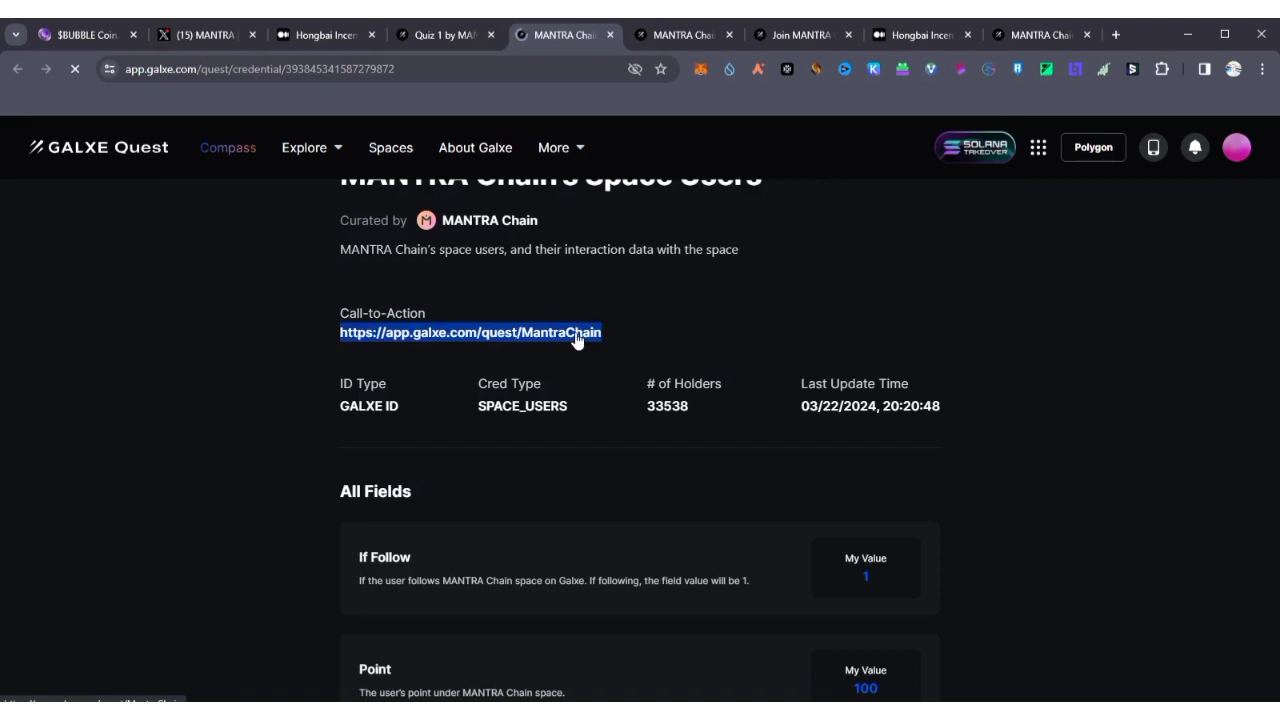 $BUBBLE Coin.
(15) MANTRA
Hongbai Incen
Quiz 1 by MAN
MANTRA Chai
MANTRA Chai
Join MANTRA
Hongbai Incen
MANTRA Chai
app.galxe.com/quest/credential/393845341587279872
GALXE Quest
Compass
Explore
Spaces
About Galxe
More
SOLANA
TAKEOVER
Polygon
MANTRA Chain's Space Users
Curated by MANTRA Chain
MANTRA Chain's space users, and their interaction data with the space
Call-to-Action
https://app.galxe.com/quest/MantraChain
ID Type Cred Type # of Holders Last Update Time
GALXE ID SPACE_USERS 33538 03/22/2024, 20:20:48
All Fields
If Follow
If the user follows MANTRA Chain space on Galxe. If following, the field value will be 1.
My Value
1
Point
The user's point under MANTRA Chain space.
My Value
100